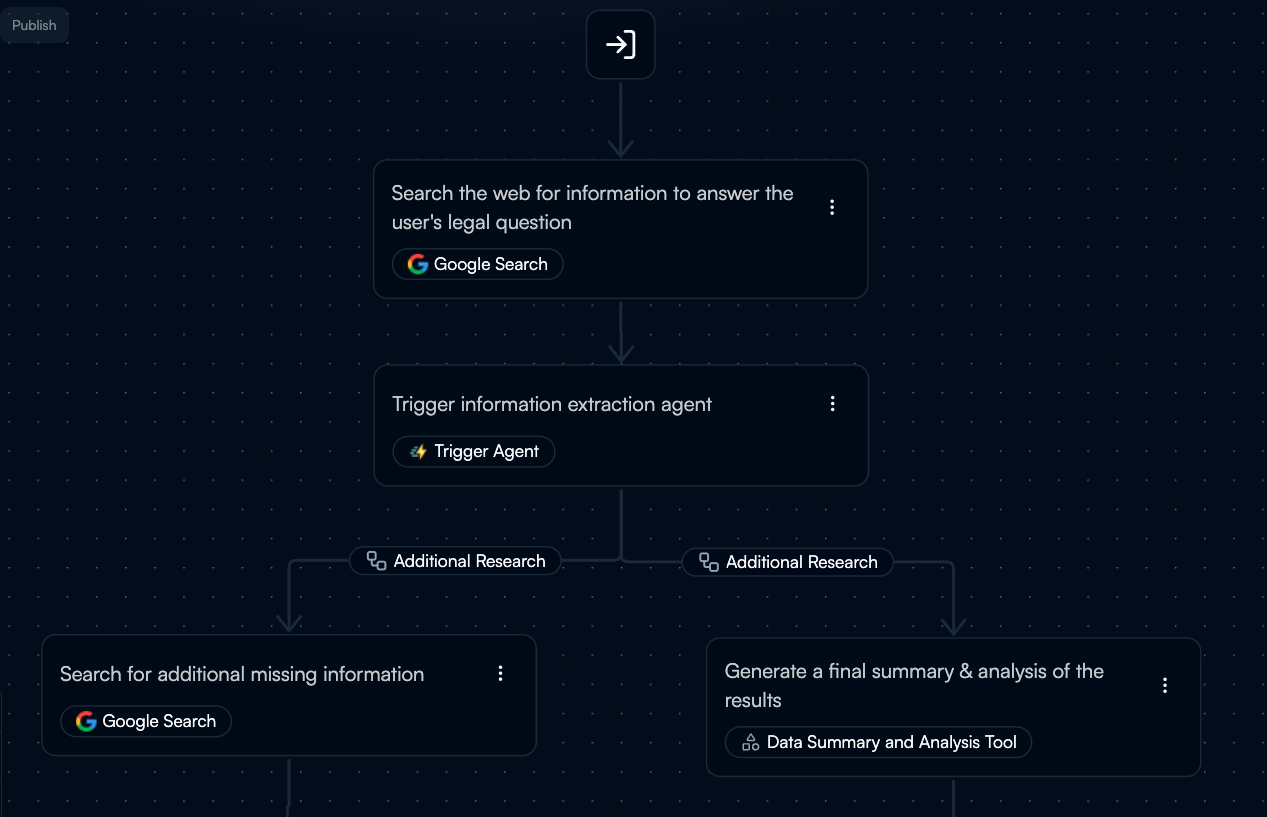 Publish
Search the web for information to answer the
user's legal question
Google Search
Trigger information extraction agent
Trigger Agent
Additional Research
Additional Research
Search for additional missing information
Google Search
Generate a final summary & analysis of the
results
Data Summary and Analysis Tool